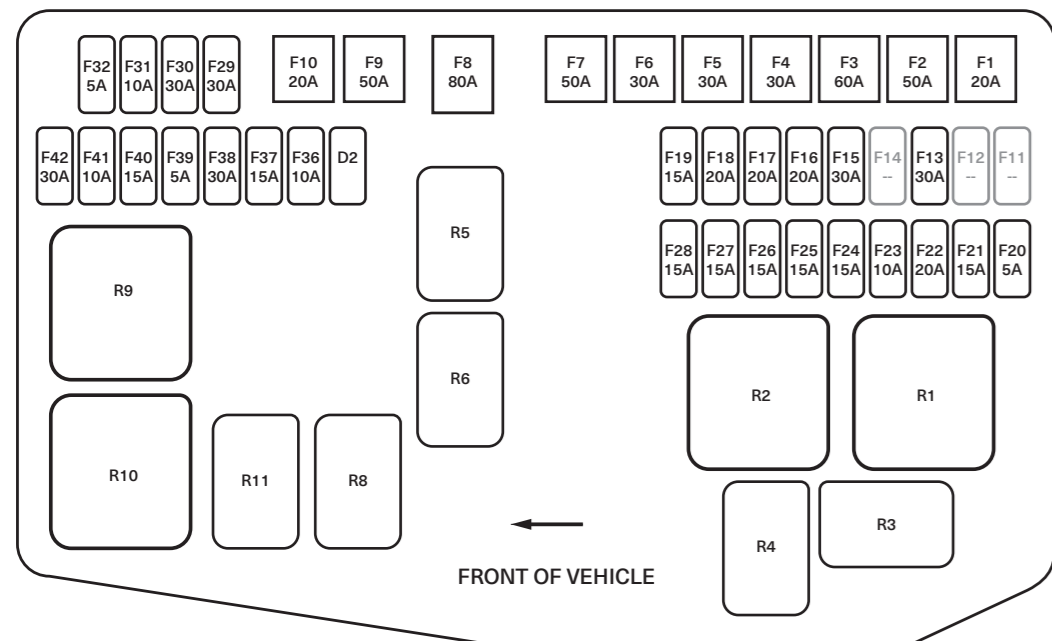 F32
5A
F31
10A
F30
30A
F29
30A
F10
20A
F9
50A
F8
80A
F7
50A
F6
30A
F5
30A
F4
30A
F3
60A
F2
50A
F1
20A
F42
30A
F41
10A
F40
15A
F39
5A
F38
30A
F37
15A
F36
10A
D2
F19
15A
F18
20A
F17
20A
F16
20A
F15
30A
F14
--
F13
30A
F12
--
F11
--
F28
15A
F27
15A
F26
15A
F25
15A
F24
15A
F23
10A
F22
20A
F21
15A
F20
5A
R5
R9
R6
R2
R1
R10
R11
R8
R3
R4
FRONT OF VEHICLE